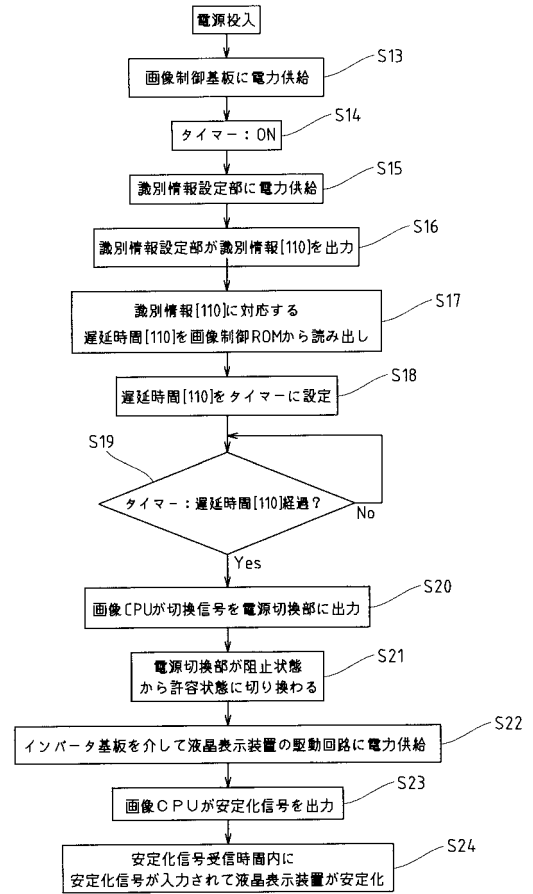 電源投入
S13
画像制御基板に電力供給
S14
タイマー：ON
S15
識別情報設定部に電力供給
S16
識別情報設定部が識別情報[110]を出力
S17
識別情報[110]に対応する
遅延時間[110]を画像制御ROMから読み出し
S18
遅延時間[110]をタイマーに設定
S19
タイマー：遅延時間[110]経過？
No
Yes
S20
画像CPUが切換信号を電源切換部に出力
S21
電源切換部が阻止状態
から許容状態に切り換わる
S22
インバータ基板を介して液晶表示装置の駆動回路に電力供給
S23
画像ＣＰＵが安定化信号を出力
S24
安定化信号受信時間内に
安定化信号が入力されて液晶表示装置が安定化